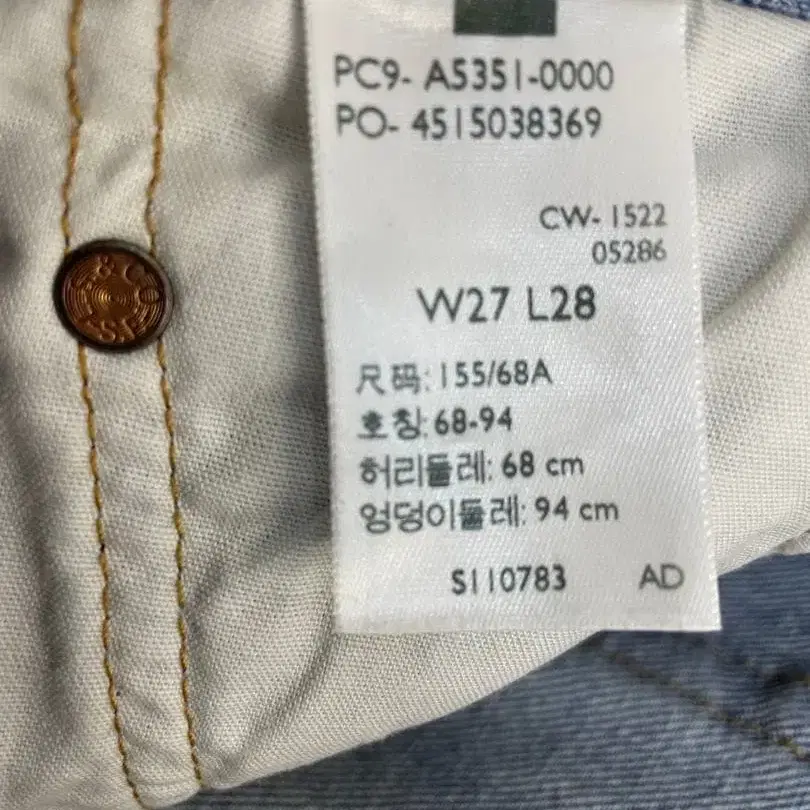 PC9- A5351-0000
PO- 4515038369
CW- 1522
05286
W27 L28
尺码: 155/68A
호칭: 68-94
허리둘레: 68 cm
엉덩이둘레: 94 cm
S110783 AD
& CO
S.F